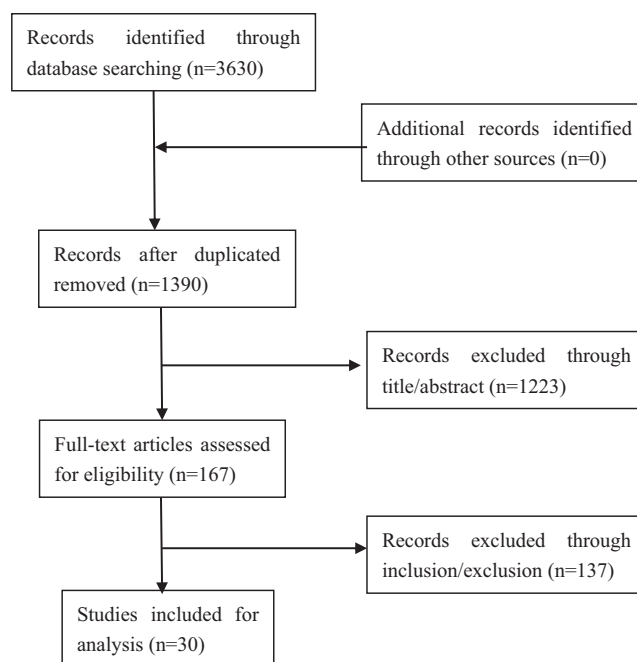 Records identified through
database searching (n=3630)
Additional records identified
through other sources (n=0)
Records after duplicated
removed (n=1390)
Records excluded through
title/abstract (n=1223)
Full-text articles assessed
for eligibility (n=167)
Records excluded through
inclusion/exclusion (n=137)
Studies included for
analysis (n=30)